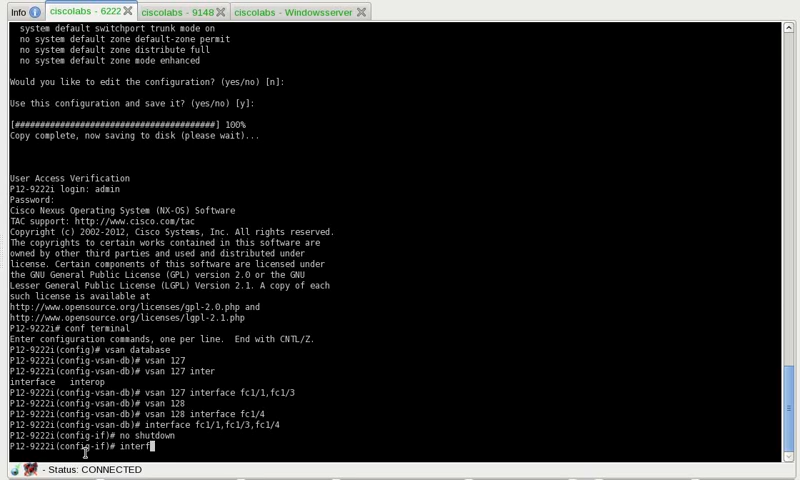 Info ciscolabs - 6222 ciscolabs - 9148 ciscolabs - Windowsserver
system default switchport trunk mode on
no system default zone default-zone permit
no system default zone distribute full
no system default zone mode enhanced
Would you like to edit the configuration? (yes/no) [n]:
Use this configuration and save it? (yes/no) [y]:
[########################################] 100%
Copy complete, now saving to disk (please wait)...
User Access Verification
P12-9222i login: admin
Password:
Cisco Nexus Operating System (NX-OS) Software
TAC support: http://www.cisco.com/tac
Copyright (c) 2002-2012, Cisco Systems, Inc. All rights reserved.
The copyrights to certain works contained in this software are
owned by other third parties and used and distributed under
license. Certain components of this software are licensed under
the GNU General Public License (GPL) version 2.0 or the GNU
Lesser General Public License (LGPL) Version 2.1. A copy of each
such license is available at
http://www.opensource.org/licenses/gpl-2.0.php and
http://www.opensource.org/licenses/lgpl-2.1.php
P12-9222i# conf terminal
Enter configuration commands, one per line.  End with CNTL/Z.
P12-9222i(config)# vsan database
P12-9222i(config-vsan-db)# vsan 127
P12-9222i(config-vsan-db)# vsan 127 inter
interface   interop
P12-9222i(config-vsan-db)# vsan 127 interface fc1/1,fc1/3
P12-9222i(config-vsan-db)# vsan 128
P12-9222i(config-vsan-db)# vsan 128 interface fc1/4
P12-9222i(config-vsan-db)# interface fc1/1,fc1/3,fc1/4
P12-9222i(config-if)# no shutdown
P12-9222i(config-if)# interf
- Status: CONNECTED